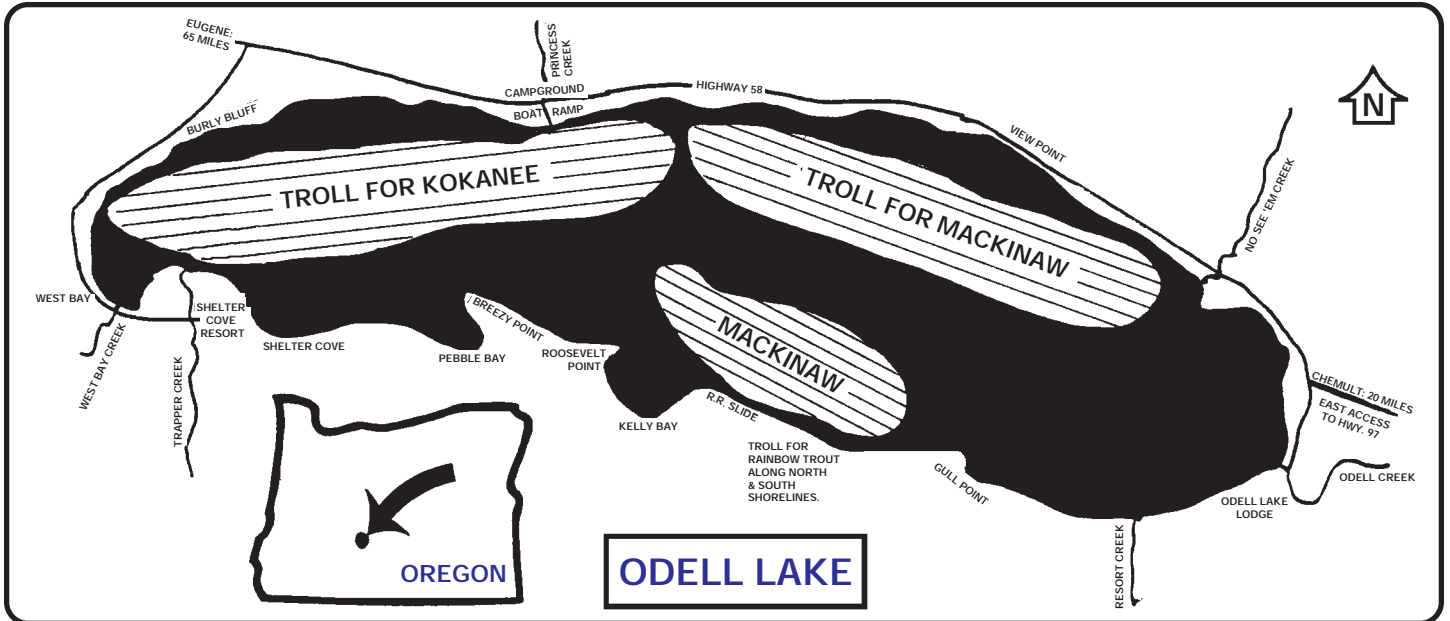 EUGENE:
65 MILES
PRINCESS
CREEK
CAMPGROUND
BOAT RAMP
HIGHWAY 58
N
BURLY BLUFF
VIEW POINT
NO SEE 'EM CREEK
TROLL FOR KOKANEE
TROLL FOR MACKINAW
MACKINAW
WEST BAY
SHELTER
COVE
RESORT
WEST BAY CREEK
TRAPPER CREEK
SHELTER COVE
BREEZY POINT
PEBBLE BAY
ROOSEVELT
POINT
KELLY BAY
R.R. SLIDE
TROLL FOR
RAINBOW TROUT
ALONG NORTH
& SOUTH
SHORELINES.
GULL POINT
CHEMULT: 20 MILES
EAST ACCESS
TO HWY. 97
ODELL CREEK
ODELL LAKE
LODGE
RESORT CREEK
OREGON
ODELL LAKE